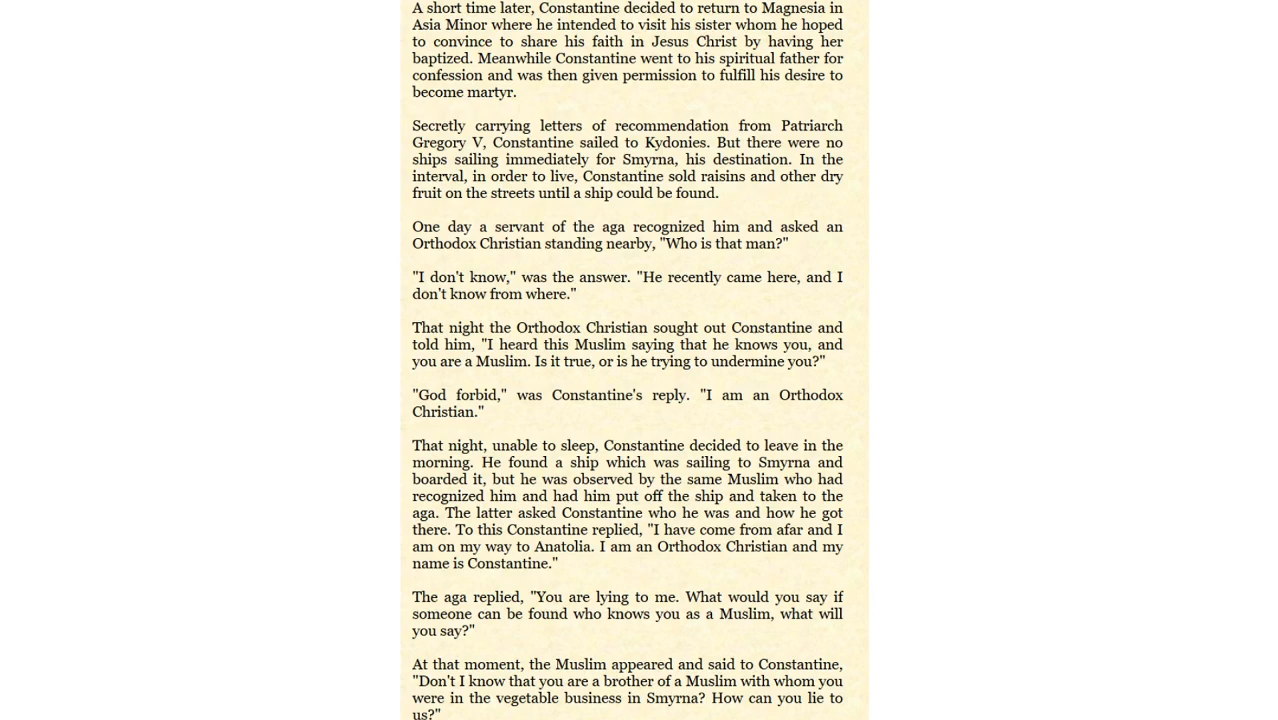 A short time later, Constantine decided to return to Magnesia in
Asia Minor where he intended to visit his sister whom he hoped
to convince to share his faith in Jesus Christ by having her
baptized. Meanwhile Constantine went to his spiritual father for
confession and was then given permission to fulfill his desire to
become martyr.
Secretly carrying letters of recommendation from Patriarch
Gregory V, Constantine sailed to Kydonies. But there were no
ships sailing immediately for Smyrna, his destination. In the
interval, in order to live, Constantine sold raisins and other dry
fruit on the streets until a ship could be found.
One day a servant of the aga recognized him and asked an
Orthodox Christian standing nearby, "Who is that man?"
"I don't know," was the answer. "He recently came here, and I
don't know from where."
That night the Orthodox Christian sought out Constantine and
told him, "I heard this Muslim saying that he knows you, and
you are a Muslim. Is it true, or is he trying to undermine you?"
"God forbid," was Constantine's reply. "I am an Orthodox
Christian."
That night, unable to sleep, Constantine decided to leave in the
morning. He found a ship which was sailing to Smyrna and
boarded it, but he was observed by the same Muslim who had
recognized him and had him put off the ship and taken to the
aga. The latter asked Constantine who he was and how he got
there. To this Constantine replied, "I have come from afar and I
am on my way to Anatolia. I am an Orthodox Christian and my
name is Constantine."
The aga replied, "You are lying to me. What would you say if
someone can be found who knows you as a Muslim, what will
you say?"
At that moment, the Muslim appeared and said to Constantine,
"Don't I know that you are a brother of a Muslim with whom you
were in the vegetable business in Smyrna? How can you lie to
us?"